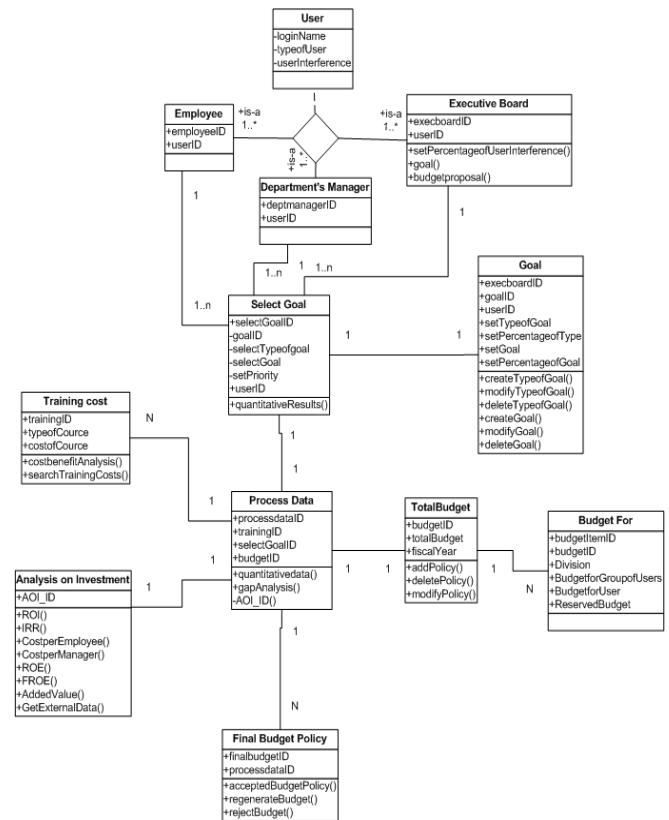 User
-loginName
-typeofUser
-userInterference
I
Employee
+employeeID
+userID
+is-a
1..*
+is-a
1..*
+is-a
1..*
Executive Board
+execboardID
+userID
+setPercentageofUserInterference()
+goal()
+budgetproposal()
Department's Manager
+deptmanagerID
+userID
1
1
1
1..n
1..n
1..n
Select Goal
+selectGoalID
-goalID
-selectTypeofgoal
-selectGoal
-setPriority
+userID
+quantitativeResults()
1
1
Goal
+execboardID
+goalID
+userID
+setTypeofGoal
+setPercentageofType
+setGoal
+setPercentageofGoal
+createTypeofGoal()
+modifyTypeofGoal()
+deleteTypeofGoal()
+createGoal()
+modifyGoal()
+deleteGoal()
Training cost
+trainingID
+typeofCource
+costofCource
+costbenefitAnalysis()
+searchTrainingCosts()
N
1
1
1
Process Data
+processdataID
+trainingID
+selectGoalID
+budgetID
+quantitativedata()
+gapAnalysis()
-AOI_ID()
1
1
TotalBudget
+budgetID
+totalBudget
+fiscalYear
+addPolicy()
+deletePolicy()
+modifyPolicy()
1
N
Budget For
+budgetItemID
+budgetID
+Division
+BudgetforGroupofUsers
+BudgetforUser
+ReservedBudget
Analysis on Investment
+AOI_ID
+ROI()
+IRR()
+CostperEmployee()
+CostperManager()
+ROE()
+FROE()
+AddedValue()
+GetExternalData()
1
1
1
N
Final Budget Policy
+finalbudgetID
+processdataID
+acceptedBudgetPolicy()
+regenerateBudget()
+rejectBudget()